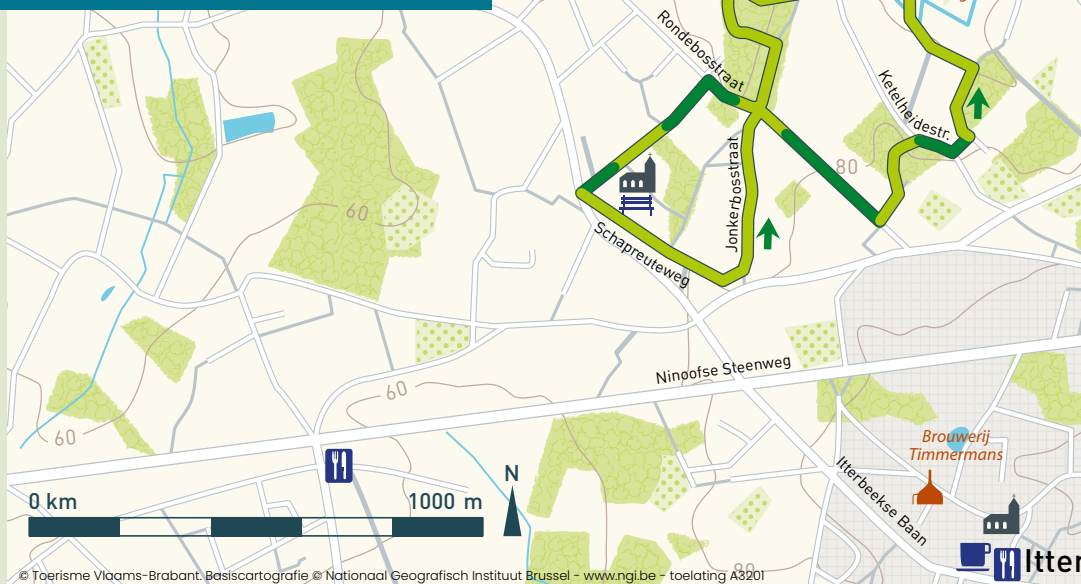 Rondebosstraat
Ketelheidestr.
80
Jonkerbosstraat
60
Schapreuteweg
Ninoofse Steenweg
60
60
Brouwerij
Timmermans
Itterbeekse Baan
0 km
1000 m
N
Itter
© Toerisme Vlaams-Brabant. Basiscartografie @ Nationaal Geografisch Instituut Brussel - www.ngi.be - toelating A3201